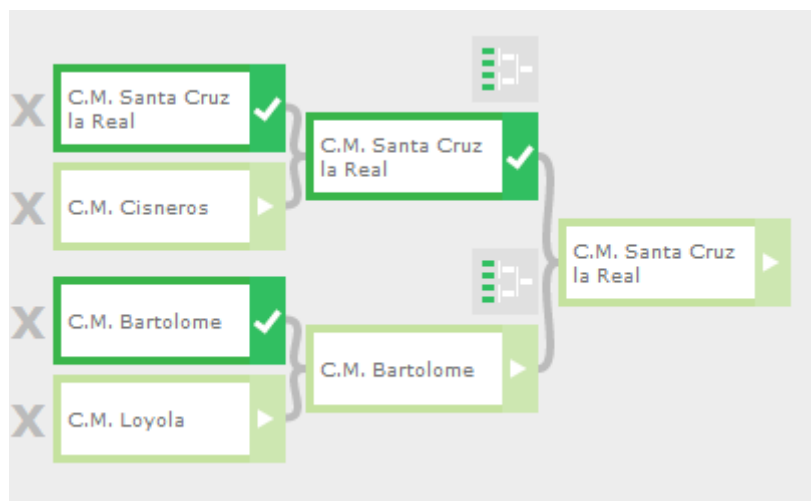 X
C.M. Santa Cruz
la Real
X
C.M. Cisneros
C.M. Santa Cruz
la Real
X
C.M. Bartolome
X
C.M. Loyola
C.M. Bartolome
C.M. Santa Cruz
la Real